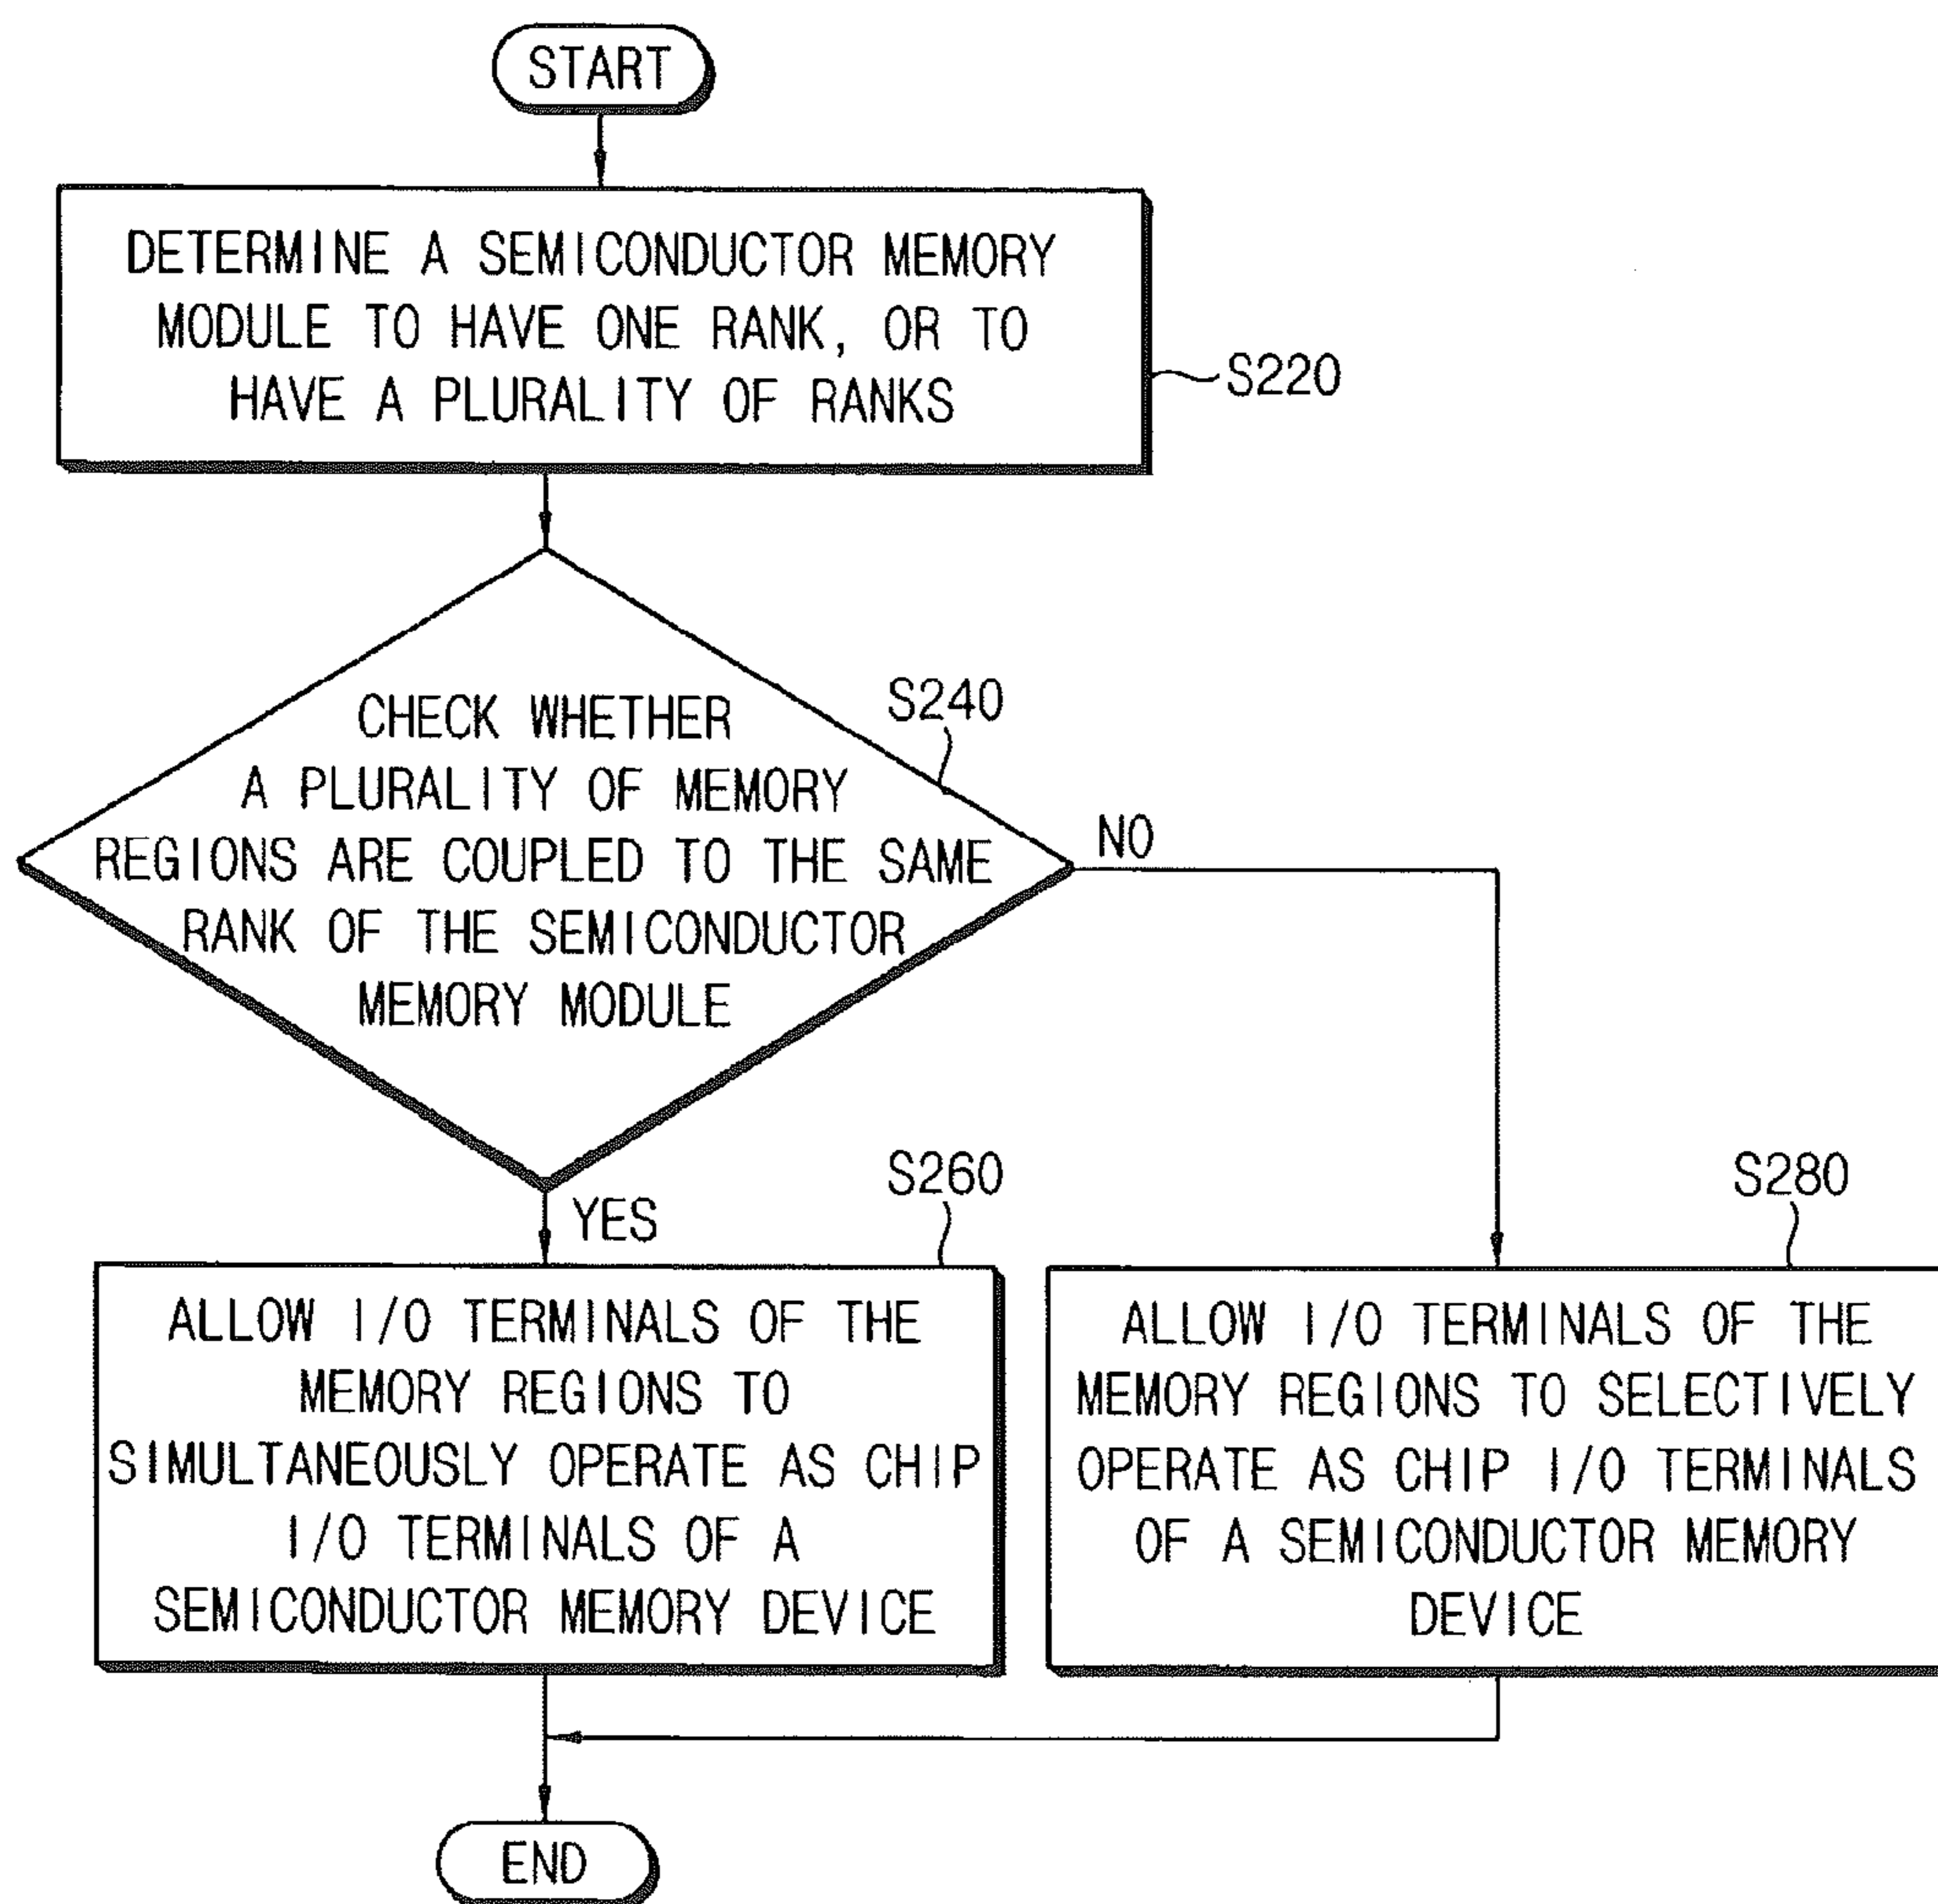 START
DETERMINE A SEMICONDUCTOR MEMORY
MODULE TO HAVE ONE RANK, OR TO
HAVE A PLURALITY OF RANKS
S220
S240
CHECK WHETHER
A PLURALITY OF MEMORY
REGIONS ARE COUPLED TO THE SAME
RANK OF THE SEMICONDUCTOR
MEMORY MODULE
NO
YES
S260
ALLOW I/O TERMINALS OF THE
MEMORY REGIONS TO
SIMULTANEOUSLY OPERATE AS CHIP
I/O TERMINALS OF A
SEMICONDUCTOR MEMORY DEVICE
S280
ALLOW I/O TERMINALS OF THE
MEMORY REGIONS TO SELECTIVELY
OPERATE AS CHIP I/O TERMINALS
OF A SEMICONDUCTOR MEMORY
DEVICE
END